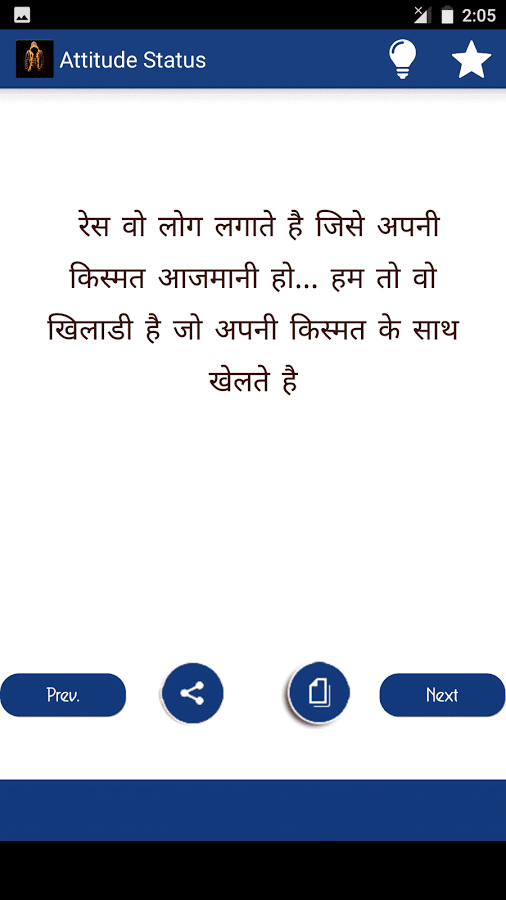 2:05
Attitude Status
रेस वो लोग लगाते है जिसे अपनी
किस्मत आजमानी हो... हम तो वो
खिलाडी है जो अपनी किस्मत के साथ
खेलते है
Prev.
Next